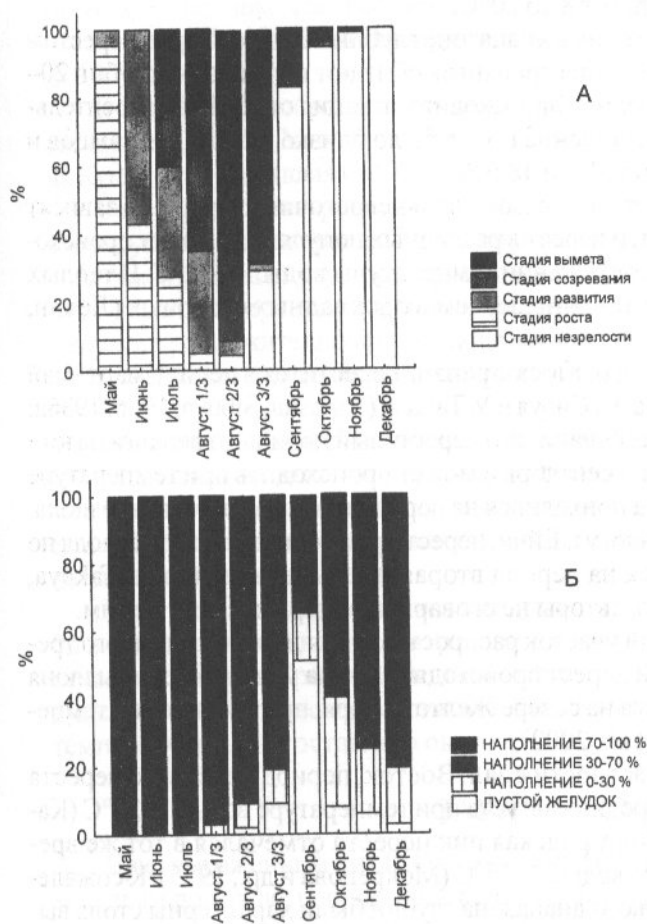 100
80
60
40
20
0
%
А
Стадия вымета
Стадия созревания
Стадия развития
Стадия роста
Стадия незрелости
Май
Июнь
Июль
Август 1/3
Август 2/3
Август 3/3
Сентябрь
Октябрь
Ноябрь
Декабрь
100
80
60
40
20
0
%
Б
НАПОЛНЕНИЕ 70-100 %
НАПОЛНЕНИЕ 30-70 %
НАПОЛНЕНИЕ 0-30 %
ПУСТОЙ ЖЕЛУДОК
Май
Июнь
Июль
Август 1/3
Август 2/3
Август 3/3
Сентябрь
Октябрь
Ноябрь
Декабрь